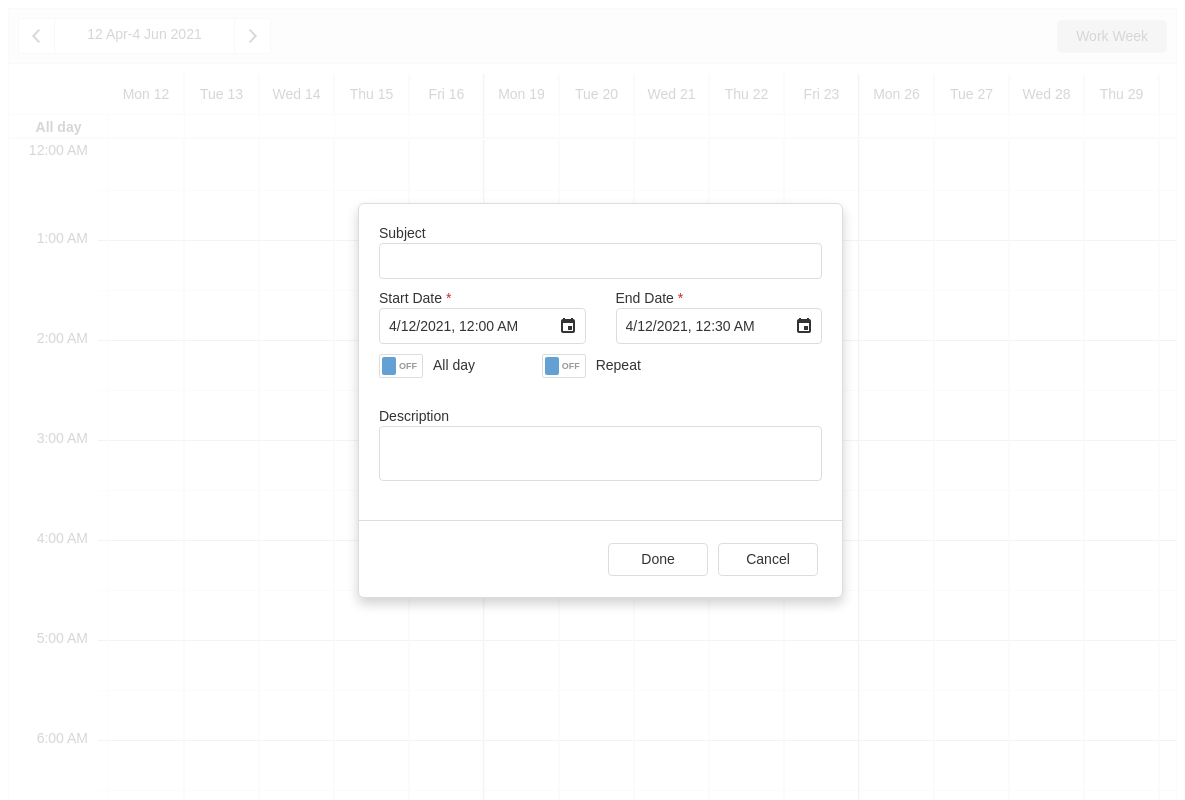 12 Apr-4 Jun 2021
Work Week
Mon 12 Tue 13 Wed 14 Thu 15 Fri 16 Mon 19 Tue 20 Wed 21 Thu 22 Fri 23 Mon 26 Tue 27 Wed 28 Thu 29
All day
12:00 AM
1:00 AM
2:00 AM
3:00 AM
4:00 AM
5:00 AM
6:00 AM
Subject
Start Date * End Date *
4/12/2021, 12:00 AM 4/12/2021, 12:30 AM
OFF All day OFF Repeat
Description
Done Cancel